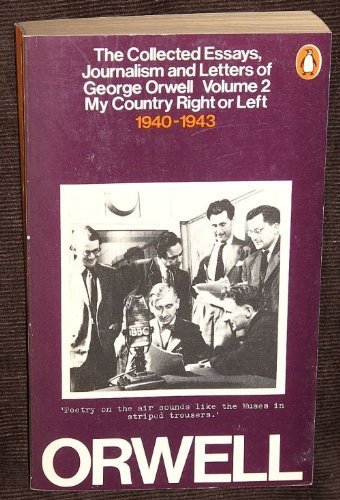 The Collected Essays,
Journalism and Letters of
George Orwell Volume 2
My Country Right or Left
1940-1943
BBC
'Poetry on the air sounds like the Muses in
striped trousers.'
ORWELL